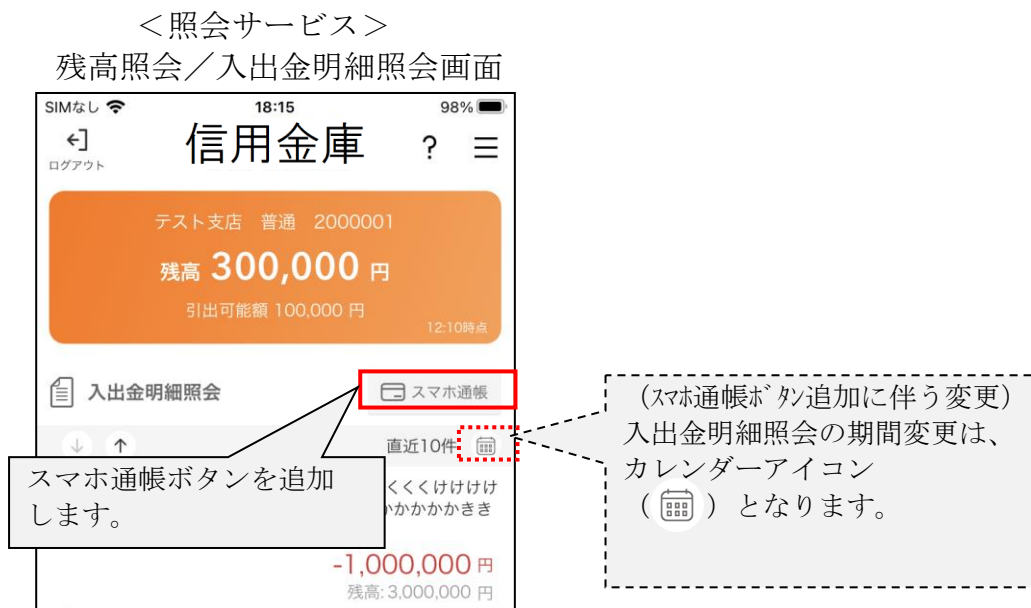 ＜照会サービス＞
残高照会／入出金明細照会画面
SIMなし 18:15 98%
ログアウト 信用金庫 ? ☰
テスト支店 普通 2000001
残高 300,000 円
引出可能額 100,000 円
12:10時点
入出金明細照会 スマホ通帳
↓ ↑ 直近10件
くくくけけけけ
かかかかきき
-1,000,000 円
残高: 3,000,000 円
スマホ通帳ボタンを追加
します。
（ｽﾏﾎ通帳ﾎﾞﾀﾝ追加に伴う変更）
入出金明細照会の期間変更は、
カレンダーアイコン
（ ）となります。